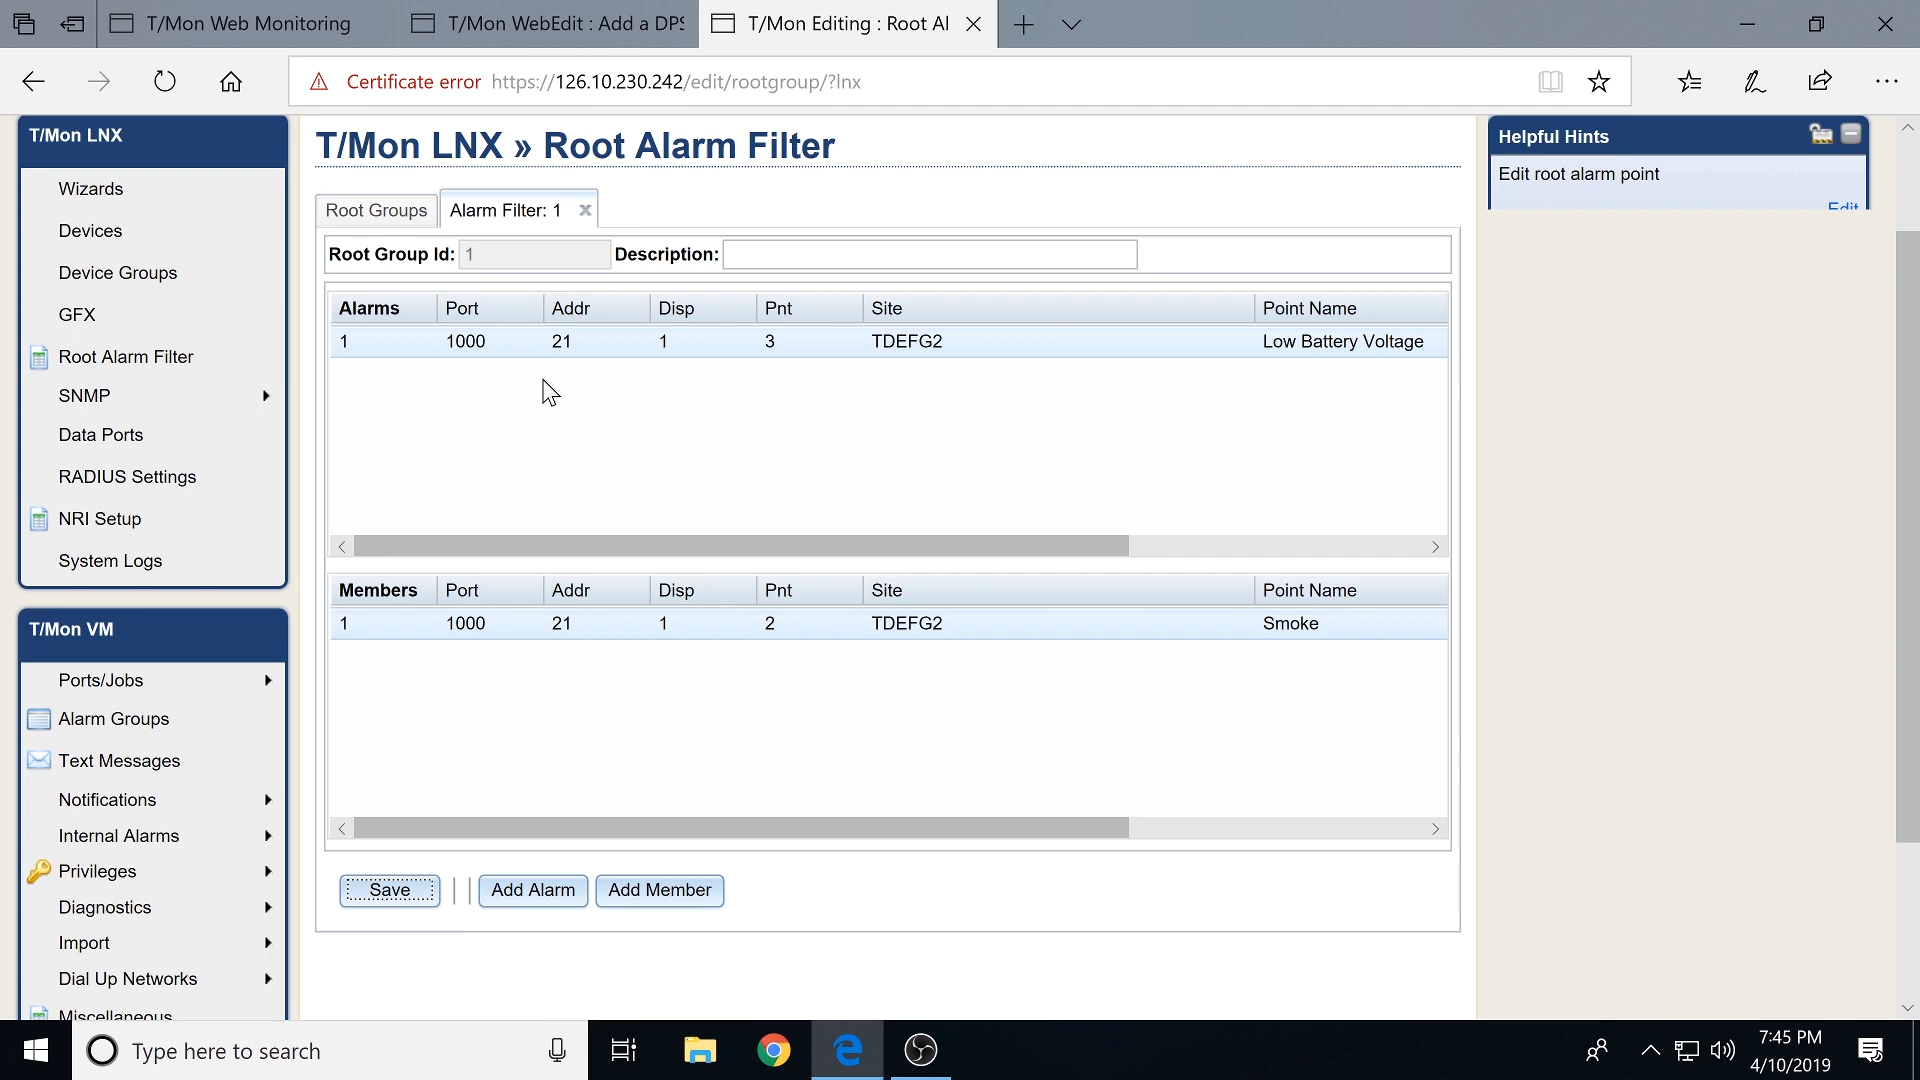 T/Mon Web Monitoring
T/Mon WebEdit : Add a DPS
T/Mon Editing : Root Al
Certificate error https://126.10.230.242/edit/rootgroup/?lnx
T/Mon LNX
Wizards
Devices
Device Groups
GFX
Root Alarm Filter
SNMP
Data Ports
RADIUS Settings
NRI Setup
System Logs
T/Mon VM
Ports/Jobs
Alarm Groups
Text Messages
Notifications
Internal Alarms
Privileges
Diagnostics
Import
Dial Up Networks
Miscellaneous
T/Mon LNX » Root Alarm Filter
Root Groups
Alarm Filter: 1
Root Group Id: 1 Description:
Alarms Port Addr Disp Pnt Site Point Name
1 1000 21 1 3 TDEFG2 Low Battery Voltage
Members Port Addr Disp Pnt Site Point Name
1 1000 21 1 2 TDEFG2 Smoke
Save | | Add Alarm Add Member
Helpful Hints
Edit root alarm point
Edit
Type here to search
7:45 PM
4/10/2019